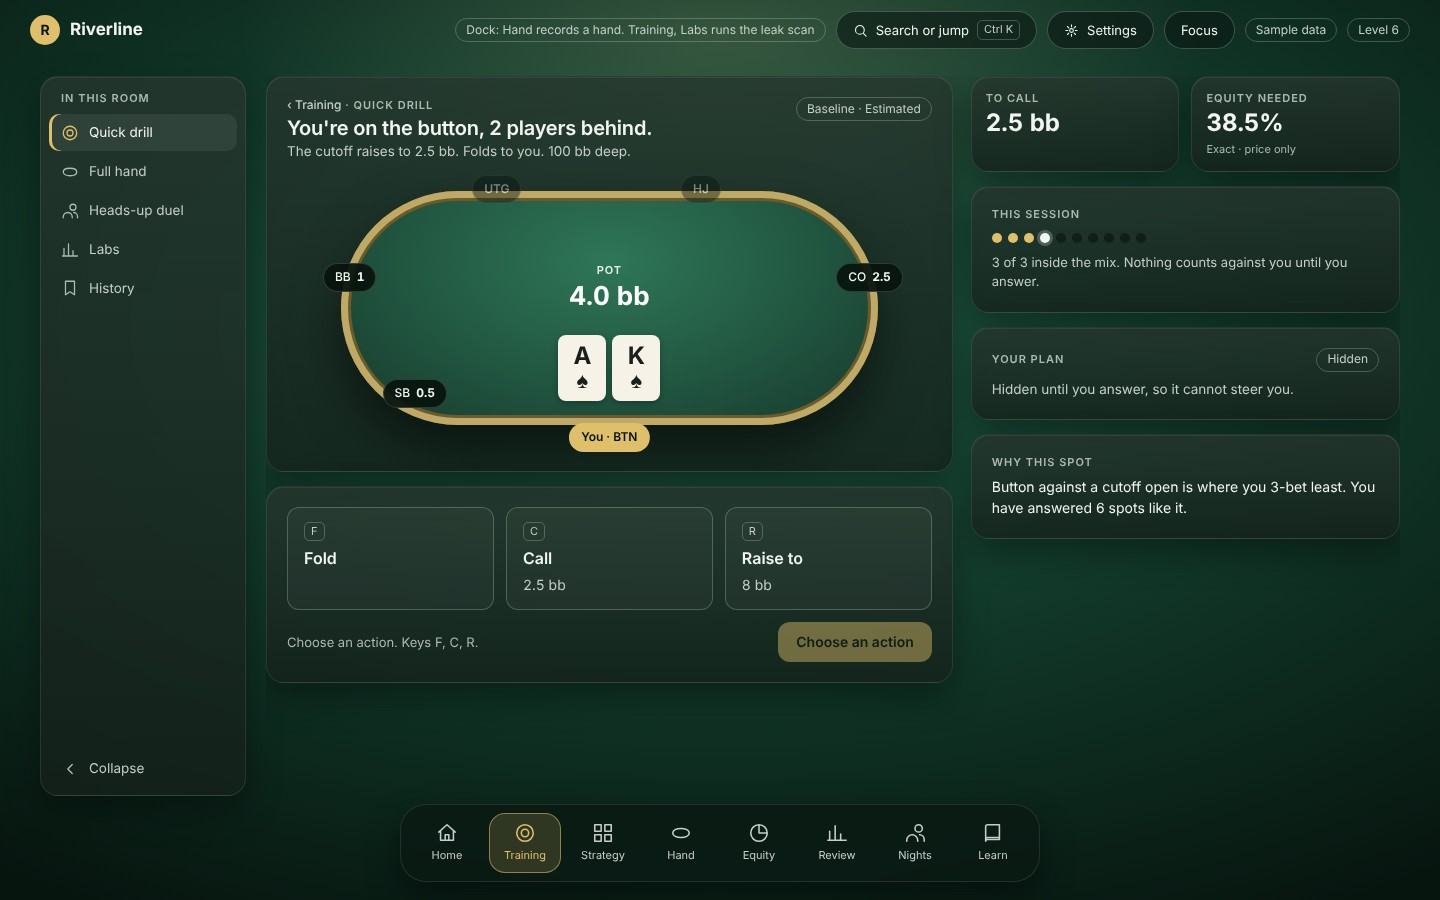 R Riverline
Dock: Hand records a hand. Training, Labs runs the leak scan
Search or jump Ctrl K
Settings
Focus
Sample data
Level 6
IN THIS ROOM
Quick drill
Full hand
Heads-up duel
Labs
History
Collapse
‹ Training · QUICK DRILL
Baseline · Estimated
You're on the button, 2 players behind.
The cutoff raises to 2.5 bb. Folds to you. 100 bb deep.
UTG
HJ
BB 1
CO 2.5
POT
4.0 bb
A K
♠ ♠
SB 0.5
You · BTN
F
Fold
C
Call
2.5 bb
R
Raise to
8 bb
Choose an action. Keys F, C, R.
Choose an action
TO CALL
2.5 bb
EQUITY NEEDED
38.5%
Exact · price only
THIS SESSION
3 of 3 inside the mix. Nothing counts against you until you
answer.
YOUR PLAN
Hidden
Hidden until you answer, so it cannot steer you.
WHY THIS SPOT
Button against a cutoff open is where you 3-bet least. You
have answered 6 spots like it.
Home
Training
Strategy
Hand
Equity
Review
Nights
Learn